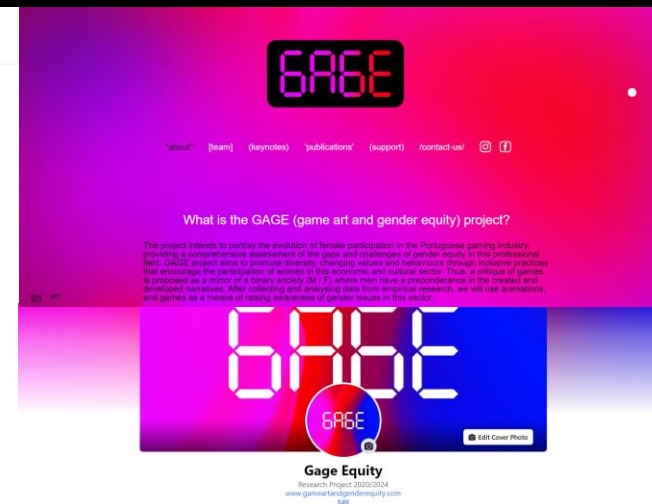 GAGE
"about" [team] (keynotes) 'publications' (support) /contact-us/
What is the GAGE (game art and gender equity) project?
The project intends to portray the evolution of female participation in the Portuguese gaming industry,
providing a comprehensive assessment of the gaps and challenges of gender equity in this professional
field. GAGE project aims to promote diversity, changing values and behaviours through inclusive practices
that encourage the participation of women in this economic and cultural sector. Thus, a critique of games
is proposed as a mirror of a binary society (M / F) where men have a preponderance in the created and
developed narratives. After collecting and analysing data from empirical research, we will use animations,
and games as a means of raising awareness of gender issues in this sector.
EN PT
GAGE
GAGE
Edit Cover Photo
Gage Equity
Research Project 2020/2024
www.gameartandgenderequity.com
Edit